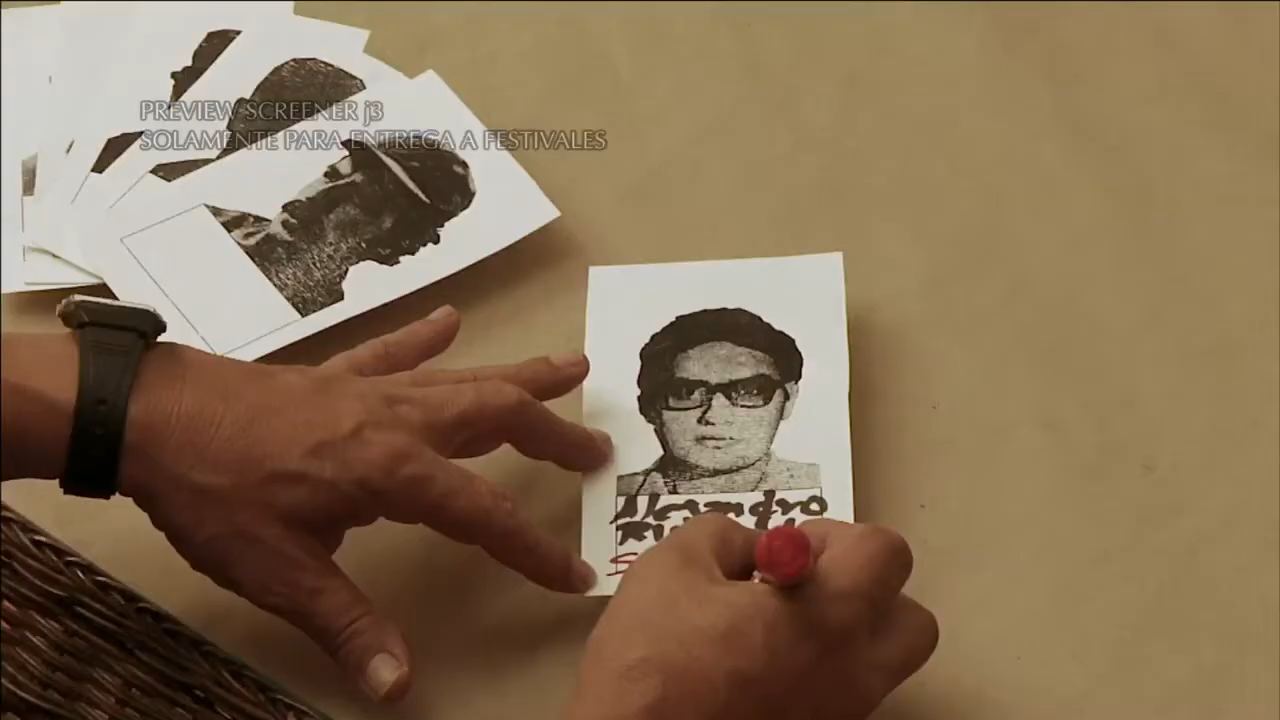 PREVIEW-SCREENER j3
SOLAMENTE PARA ENTREGA A FESTIVALES
Alejandro